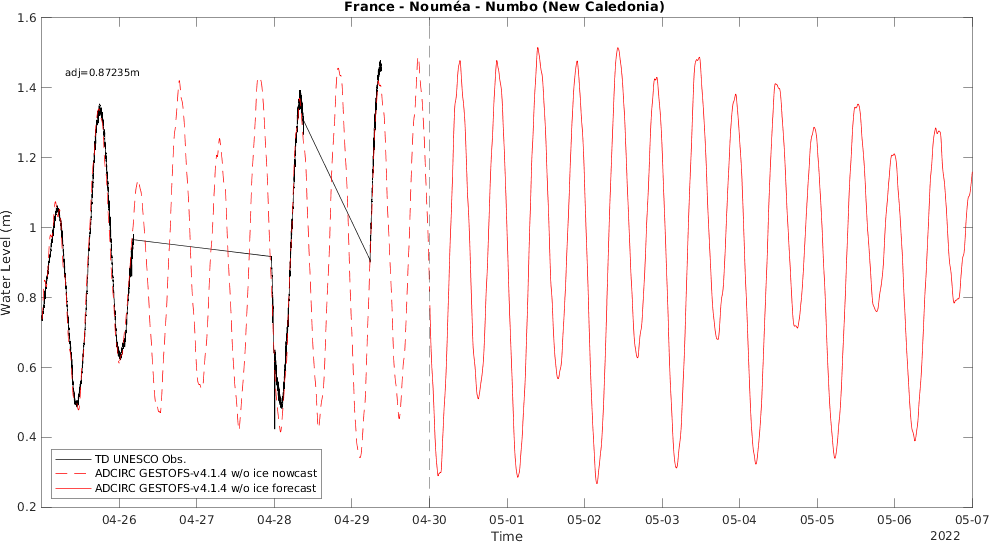 France - Nouméa - Numbo (New Caledonia)
1.6
1.4
1.2
1
0.8
0.6
0.4
0.2
Water Level (m)
adj=0.87235m
TD UNESCO Obs.
ADCIRC GESTOFS-v4.1.4 w/o ice nowcast
ADCIRC GESTOFS-v4.1.4 w/o ice forecast
04-26 04-27 04-28 04-29 04-30 05-01 05-02 05-03 05-04 05-05 05-06 05-07
Time
2022